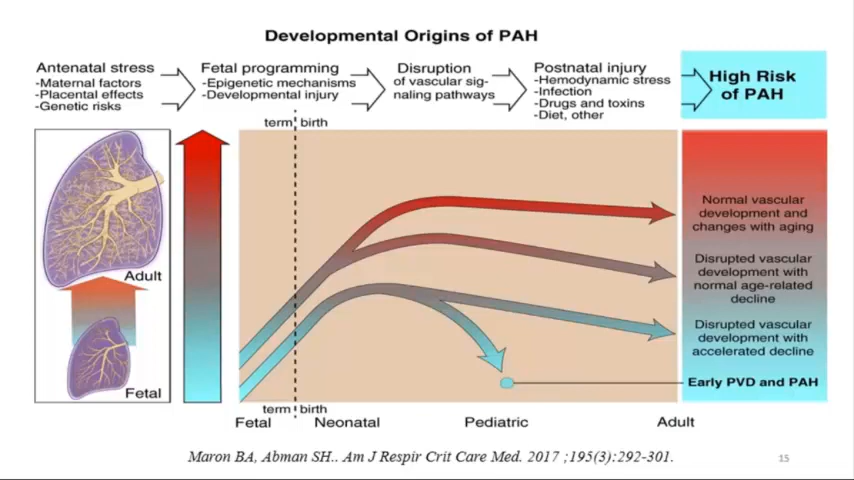 Developmental Origins of PAH
Antenatal stress
-Maternal factors
-Placental effects
-Genetic risks
Fetal programming
-Epigenetic mechanisms
-Developmental injury
Disruption
of vascular sig-
naling pathways
Postnatal injury
-Hemodynamic stress
-Infection
-Drugs and toxins
-Diet, other
High Risk
of PAH
term birth
Adult
Fetal
Normal vascular
development and
changes with aging
Disrupted vascular
development with
normal age-related
decline
Disrupted vascular
development with
accelerated decline
Early PVD and PAH
term birth
Fetal Neonatal Pediatric Adult
Maron BA, Abman SH.. Am J Respir Crit Care Med. 2017 ;195(3):292-301.
15